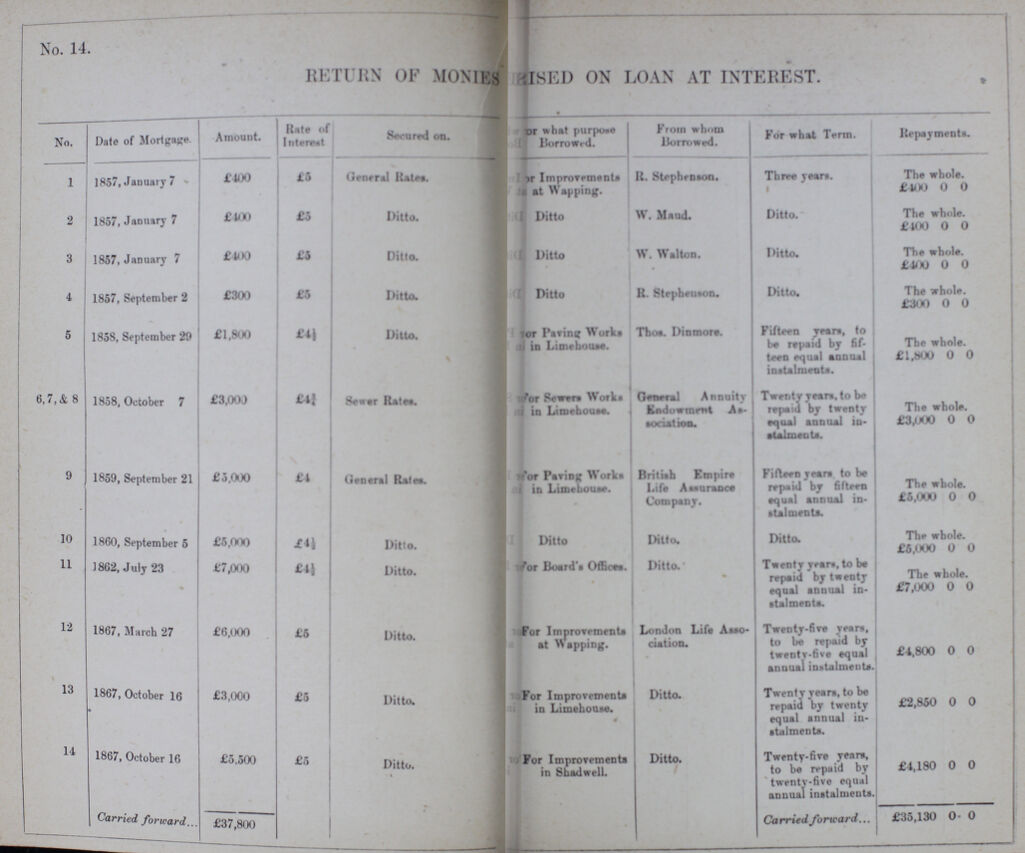 No. 14.
RETURN OF MONIES RAISED ON LOAN AT INTEREST.
No. Date of Mortgage. Amount. Rate of Interest Secured on. or what purpose Borrowed. From whom Borrowed. For what Term. Repayments.
1 1857, January 7 £400 £5 General Rates. or Improvements at Wapping. R. Stephenson. Three years. The whole. £400 0 0
2 1857, January 7 £400 £5 Ditto. Ditto W. Maud. Ditto. The whole. £400 0 0
3 1857, January 7 £400 £5 Ditto. Ditto W. Walton. Ditto. The whole. £400 0 0
4 1857, September 2 £300 £5 Ditto. Ditto R. Stephenson. Ditto. The whole. £300 0 0
5 1858, September 29 £1,800 £4½ Ditto. or Paving Works in Limehouse. Thos. Dinmore. Fifteen years, to be repaid by fifteen equal annual instalments. The whole. £1,800 0 0
6,7,& 8 1858, October 7 £3,000 £4¾ Sewer Rates. For Sewers Works in Limehouse. General Annuity Endowment Association. Twenty years, to be repaid by twenty equal annual instalments. The whole. £3,000 0 0
9 1859, September 21 £5,000 £4 General Rates. For Paving Works in Limehouse. British Empire Life Assurance Company. Fifteen years to be repaid by fifteen equal annual instalments. The whole. £5,000 0 0
10 1860, September 5 £5,000 £4½ Ditto. Ditto Ditto. Ditto. The whole. £5,000 0 0
11 1862, July 23 £7,000 £4½ Ditto. For Board's Offices. Ditto. Twenty years, to be repaid by twenty equal annual instalments. The whole. £7,000 0 0
12 1867, March 27 £6,000 £5 Ditto. For Improvements at Wapping. London Life Association. Twenty-five years, to be repaid by twenty-five equal annual instalments. £4,800 0 0
13 1867, October 16 £3,000 £5 Ditto. For Improvements in Limehouse. Ditto. Twenty years, to be repaid by twenty equal annual instalments. £2,850 0 0
14 1867, October 16 £5,500 £5 Ditto. For Improvements in Shadwell. Ditto. Twenty-five years, to be repaid by twenty-five equal annual instalments. £4,180 0 0
Carried forward... £37,800 Carried forward... £35,130 0 0